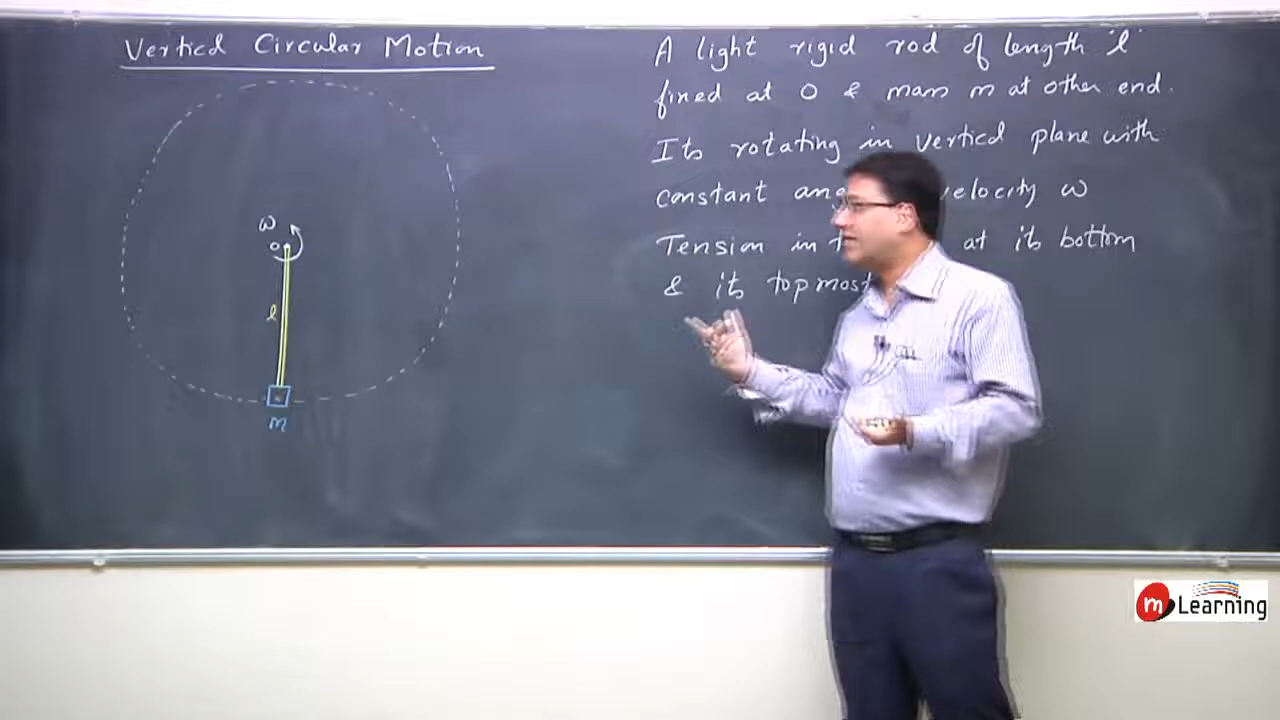 Vertical Circular Motion
A light rigid rod of length 'l'
fixed at O & mass m at other end.
Its rotating in vertical plane with
constant velocity ω
Tension in at its bottom
& its topmost
ω
O
l
m
m Learning